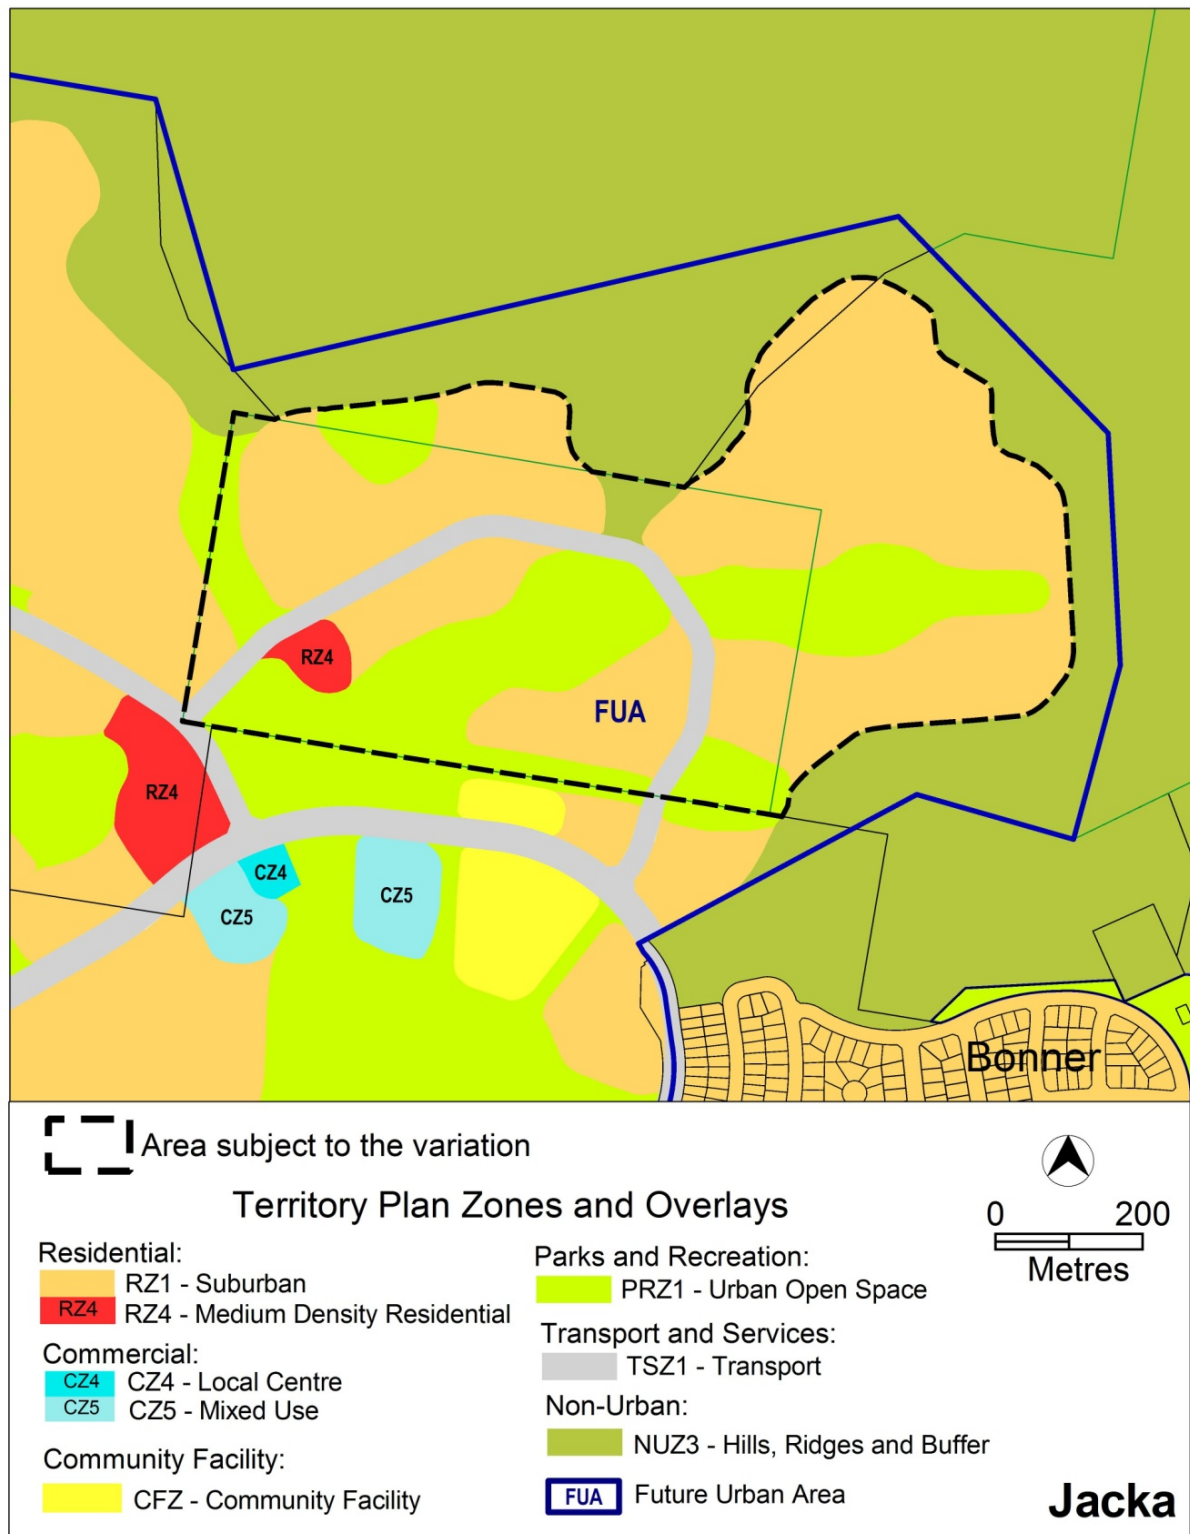 RZ4
FUA
RZ4
CZ4
CZ5
CZ5
Bonner
Area subject to the variation
Territory Plan Zones and Overlays
0 200
Metres
Residential:
RZ1 - Suburban
RZ4 RZ4 - Medium Density Residential
Commercial:
CZ4 CZ4 - Local Centre
CZ5 CZ5 - Mixed Use
Community Facility:
CFZ - Community Facility
Parks and Recreation:
PRZ1 - Urban Open Space
Transport and Services:
TSZ1 - Transport
Non-Urban:
NUZ3 - Hills, Ridges and Buffer
FUA Future Urban Area
Jacka